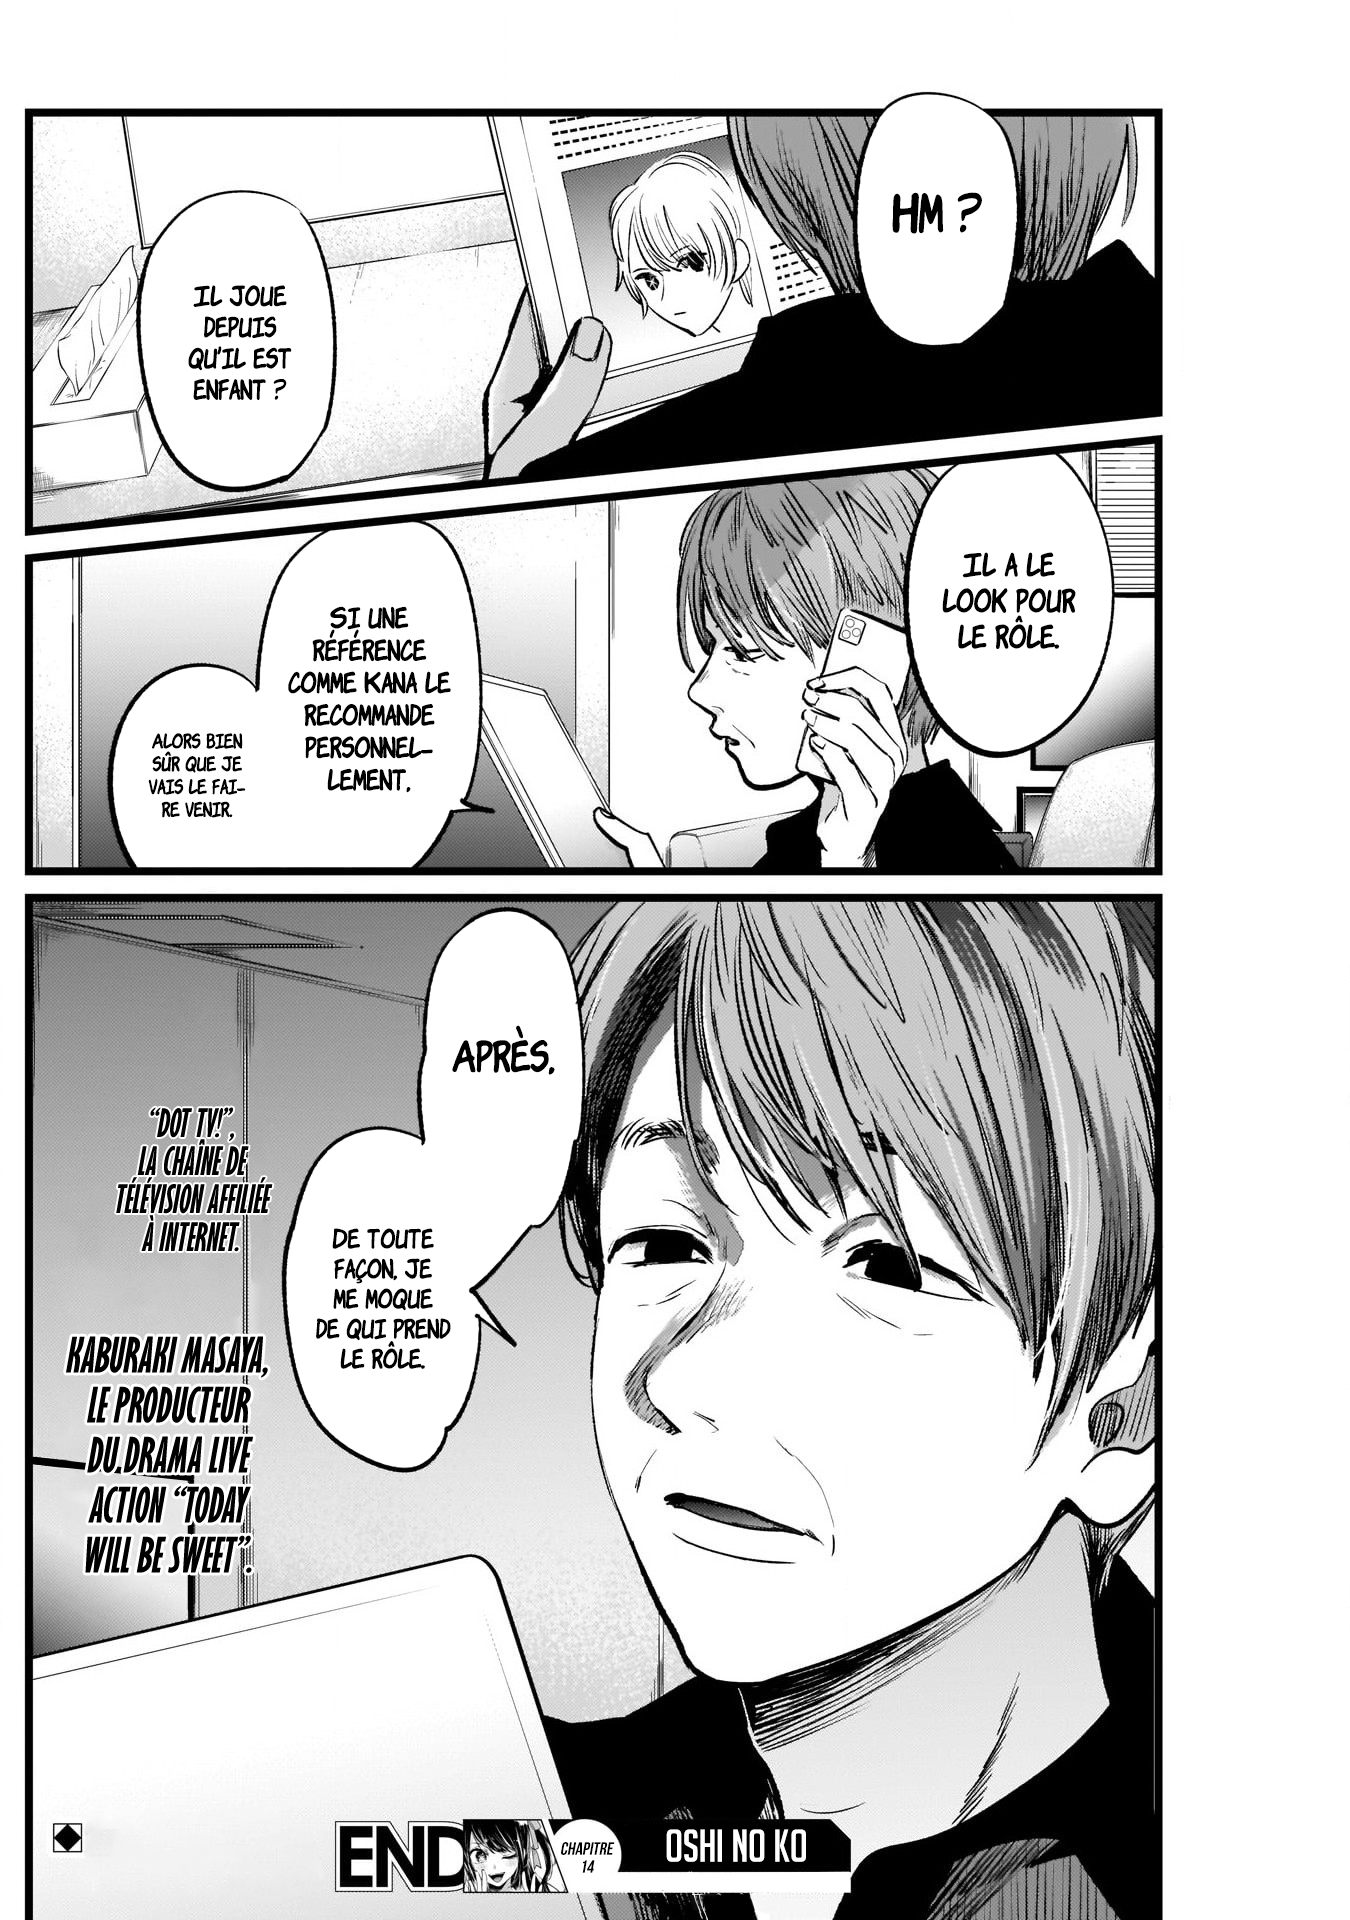 HM ?
IL JOUE
DEPUIS
QU'IL EST
ENFANT ?
IL A LE
LOOK POUR
LE RÔLE.
SI UNE
RÉFÉRENCE
COMME KANA LE
RECOMMANDE
PERSONNEL-
LEMENT,
ALORS BIEN
SÛR QUE JE
VAIS LE FAI-
RE VENIR.
APRÈS,
DE TOUTE
FAÇON, JE
ME MOQUE
DE QUI PREND
LE RÔLE.
“DOT TV!”,
LA CHAÎNE DE
TÉLÉVISION AFFILIÉE
À INTERNET.
KABURAKI MASAYA,
LE PRODUCTEUR
DU DRAMA LIVE
ACTION “TODAY
WILL BE SWEET”.
END
CHAPITRE
14
OSHI NO KO